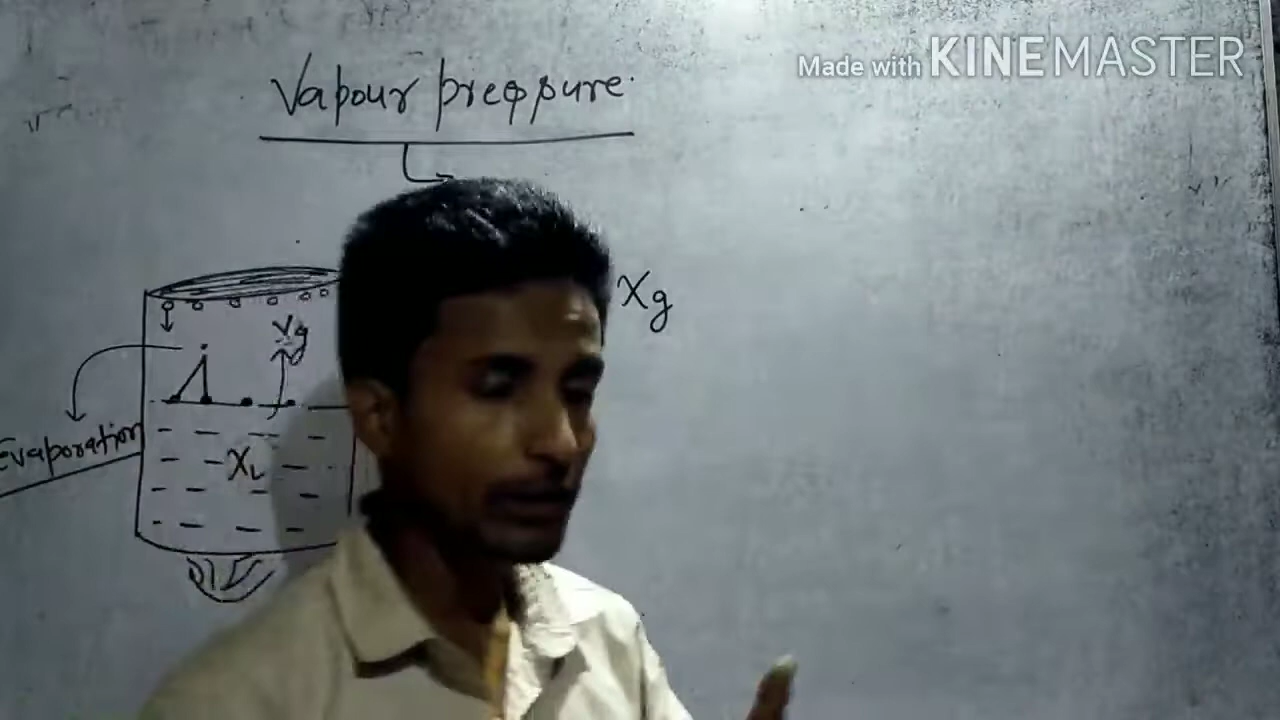 Made with KINEMASTER
Vapour pressure
Xg
Xg
Evaporation
XL